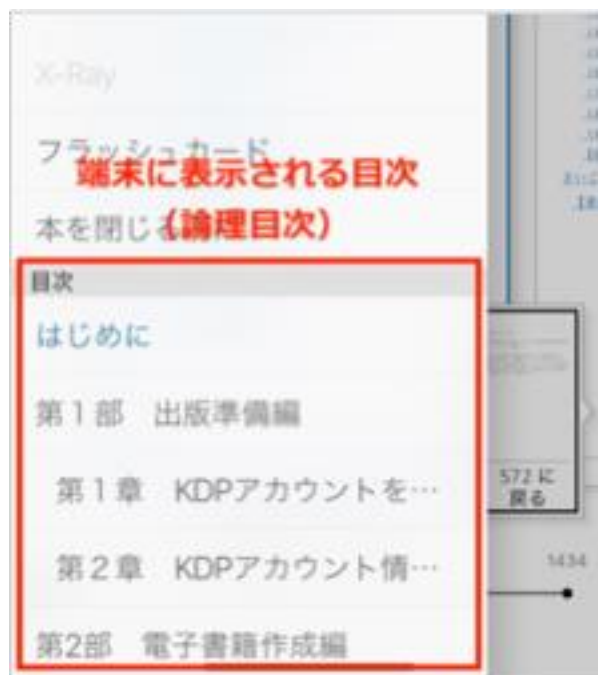 X-Ray
フラッシュカード
端末に表示される目次
本を閉じる
（論理目次）
目次
はじめに
第１部　出版準備編
第１章　KDPアカウントを…
第２章　KDPアカウント情…
第2部　電子書籍作成編
572 に
戻る
1434